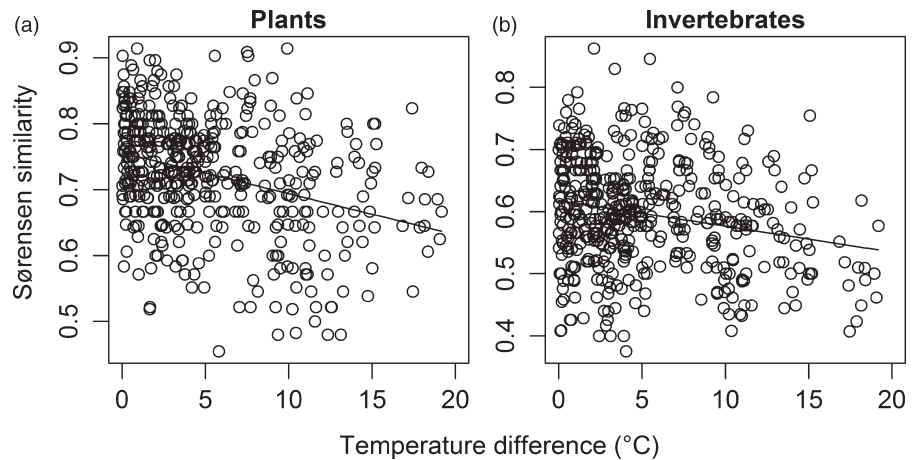 (a) Plants
(b) Invertebrates
Sørensen similarity
0.9
0.8
0.7
0.6
0.5
0 5 10 15 20
0.8
0.7
0.6
0.5
0.4
0 5 10 15 20
Temperature difference (°C)